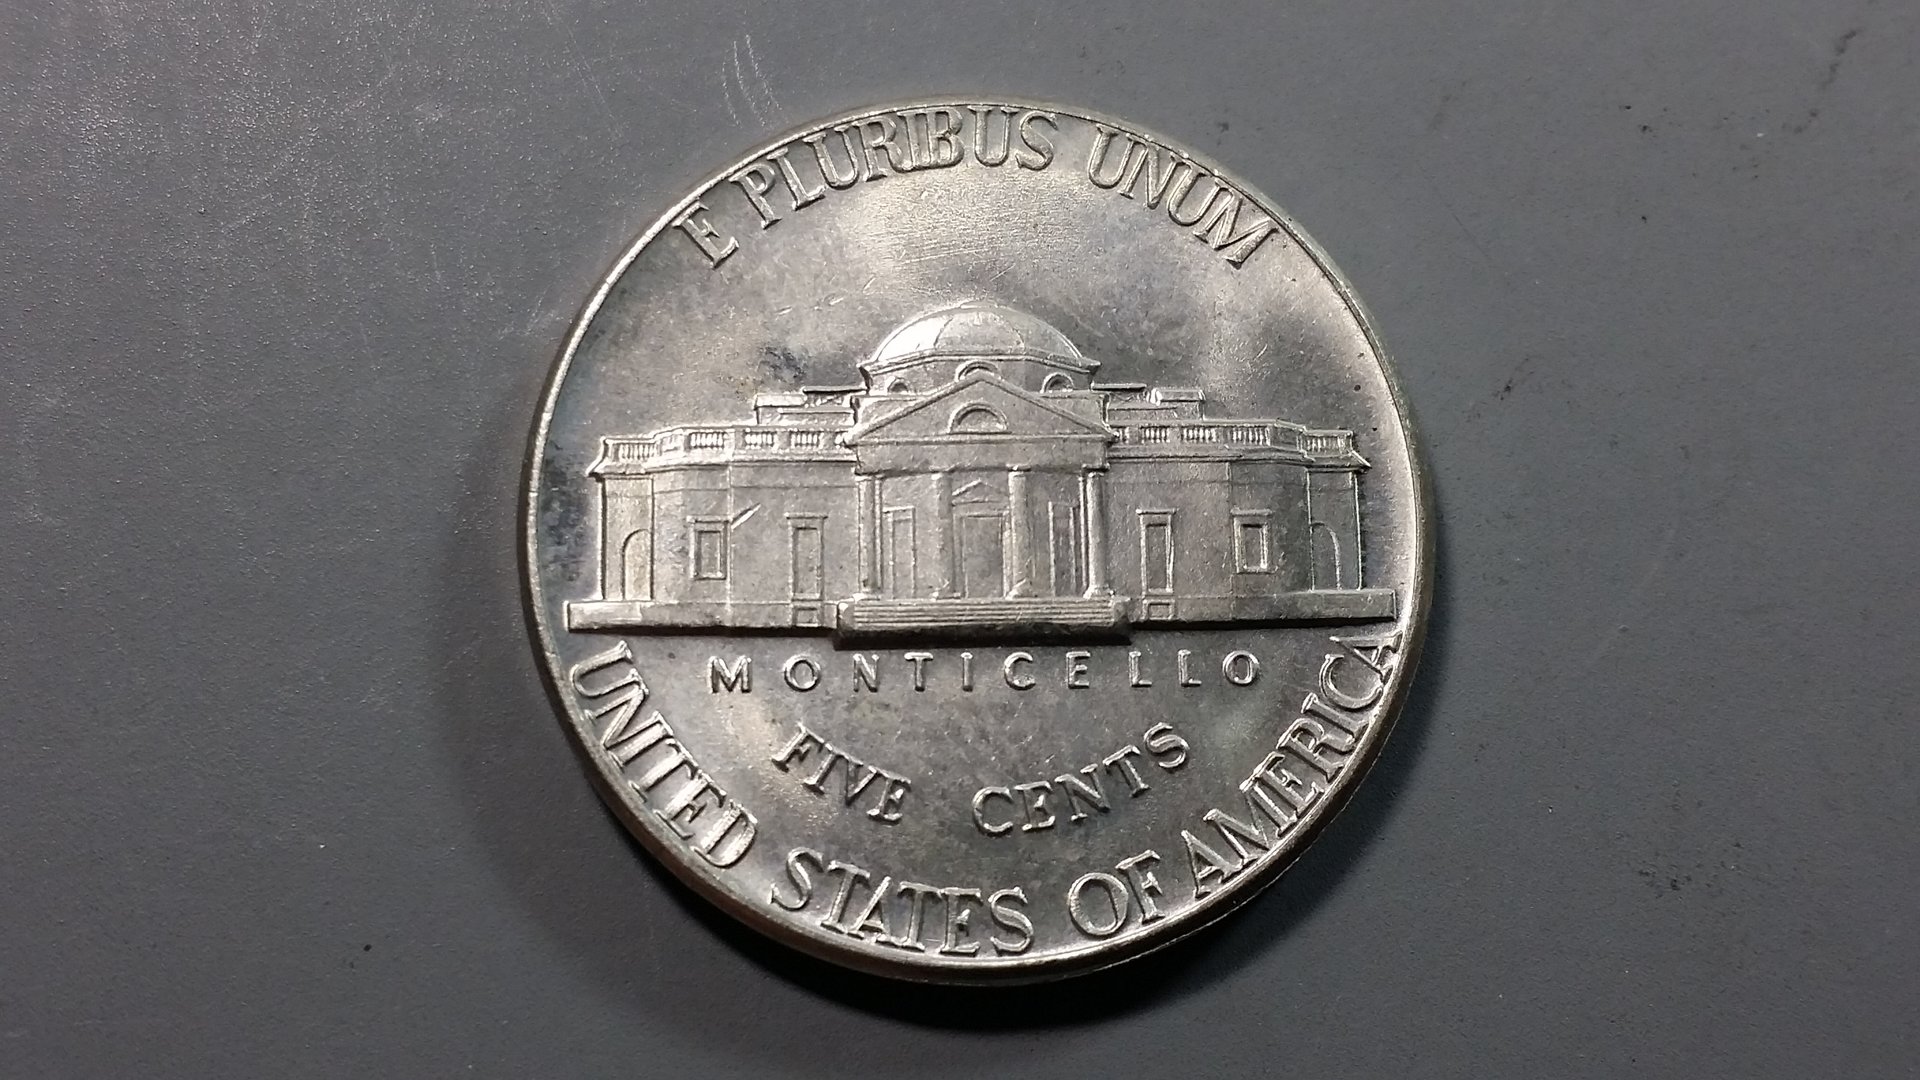 E PLURIBUS UNUM
MONTICELLO
FIVE CENTS
UNITED STATES OF AMERICA